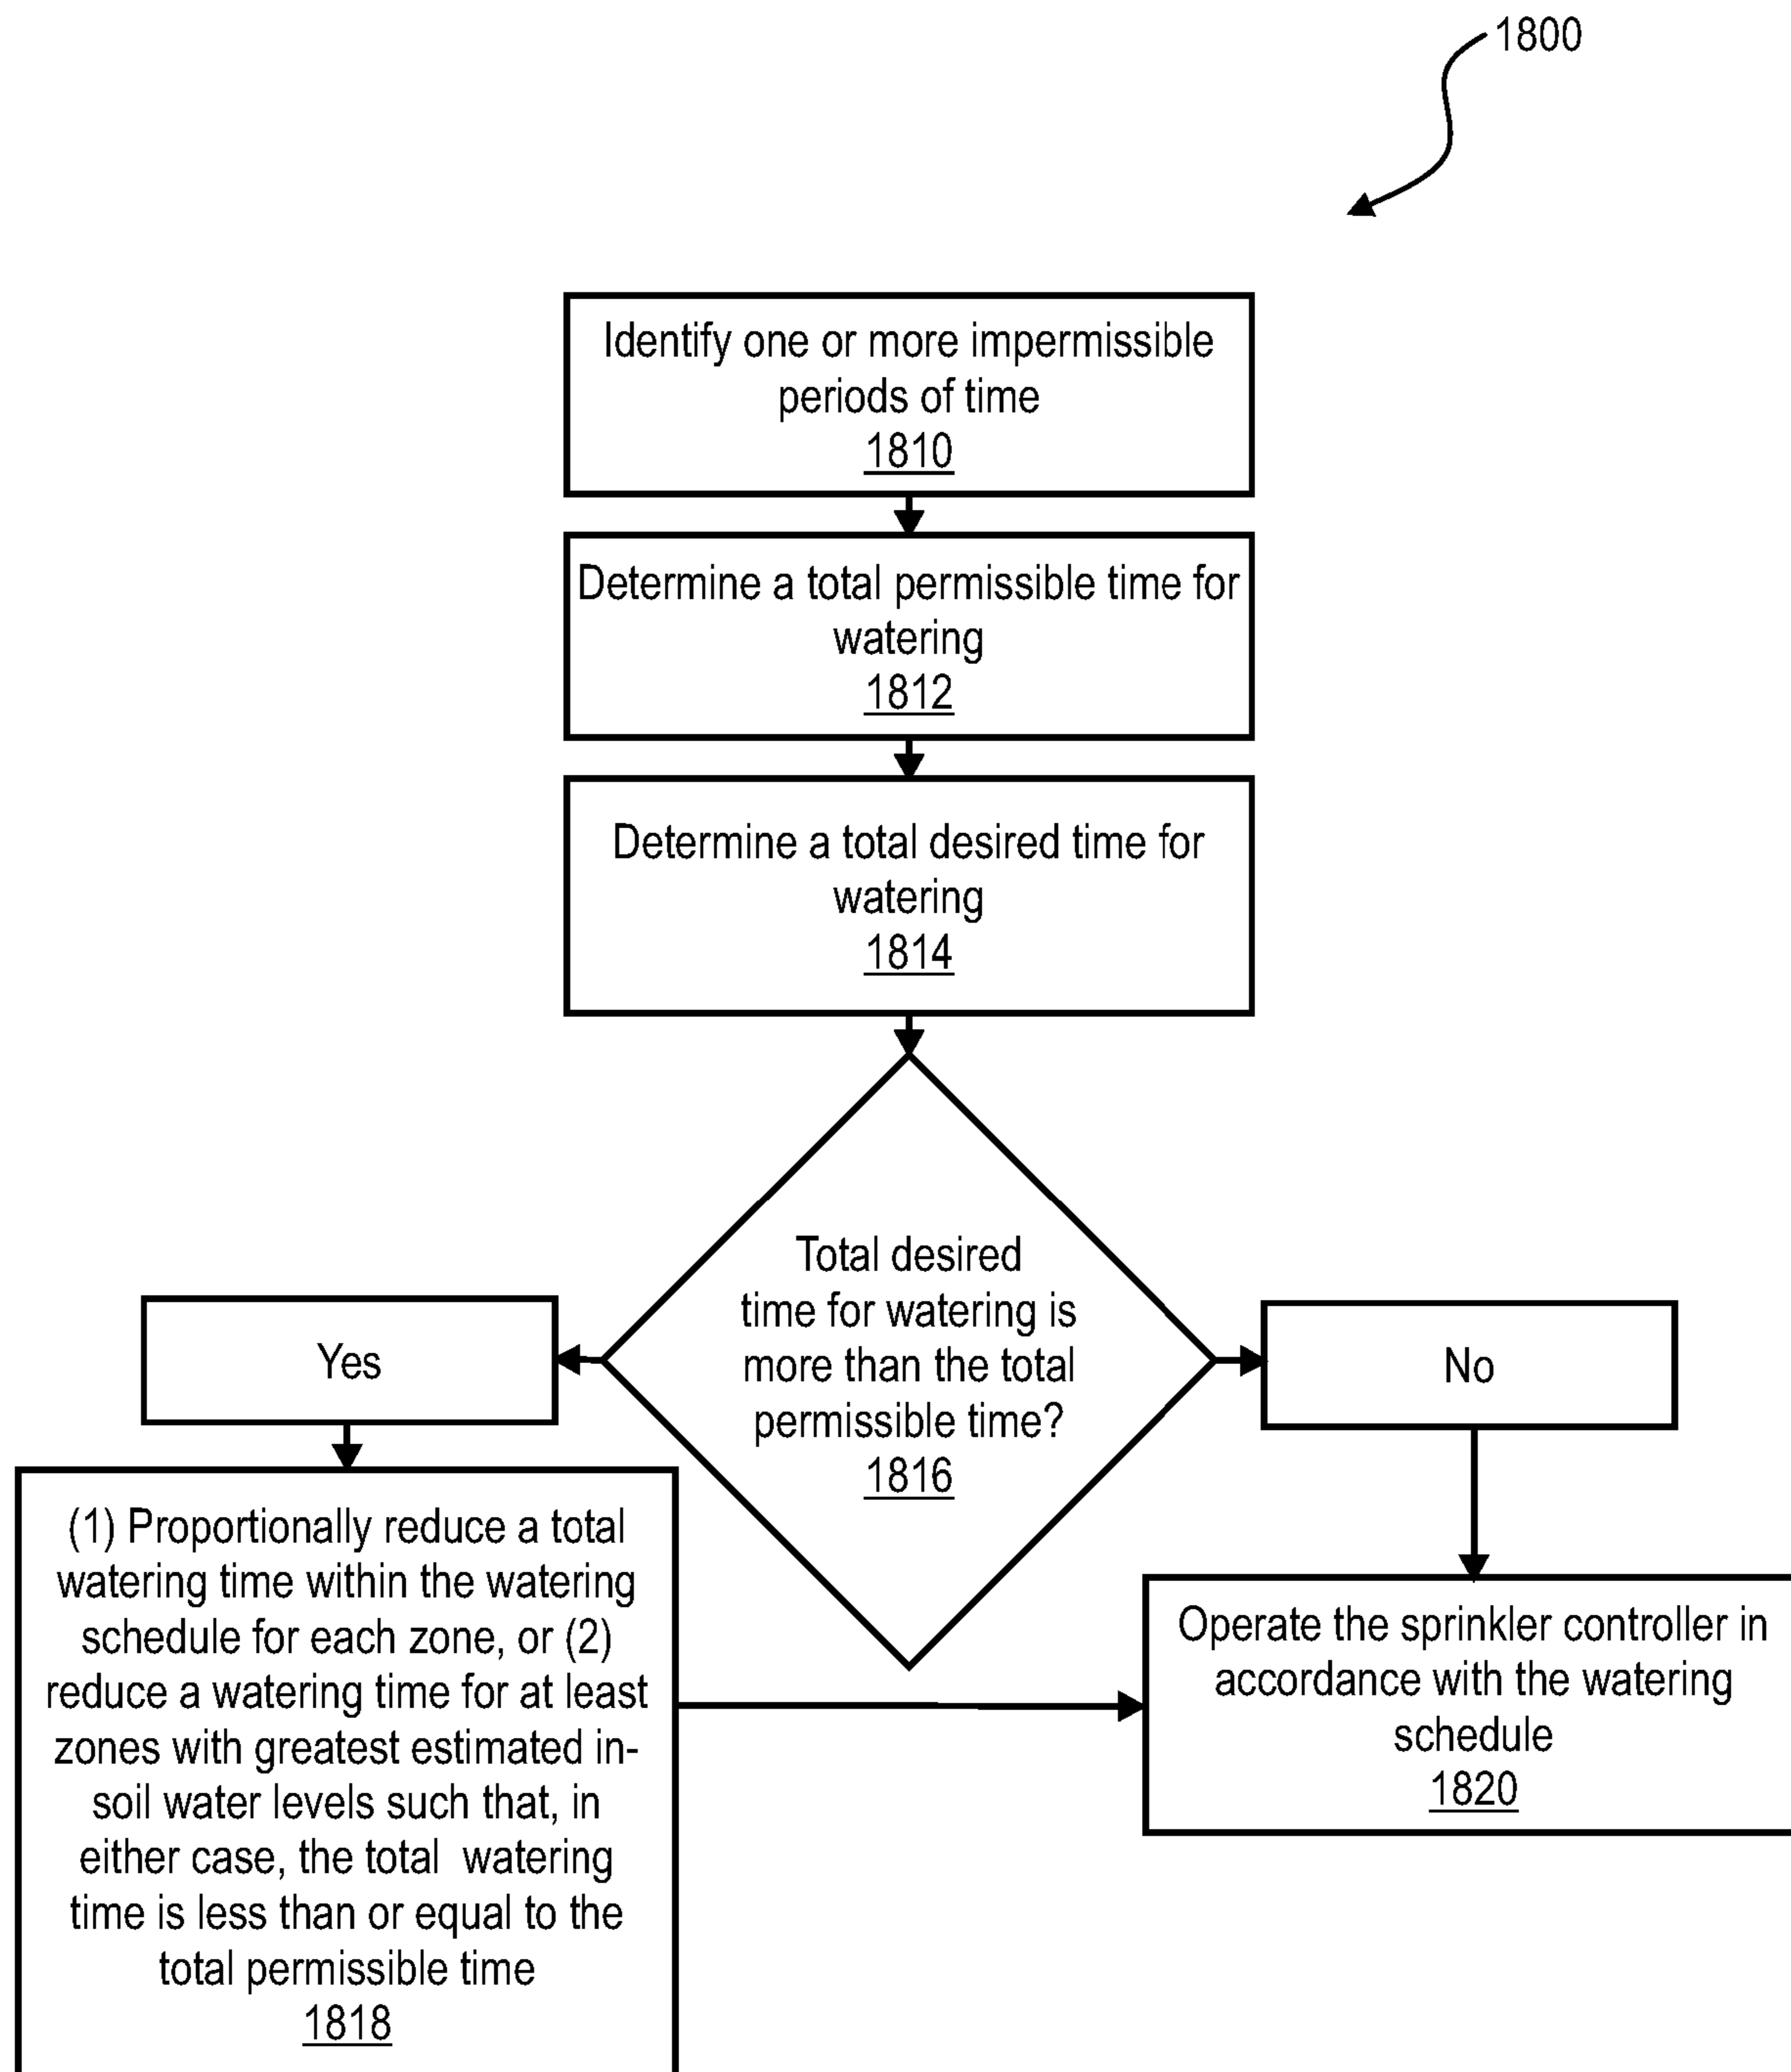 1800
Identify one or more impermissible
periods of time
1810
Determine a total permissible time for
watering
1812
Determine a total desired time for
watering
1814
Total desired
time for watering is
more than the total
permissible time?
1816
Yes
No
(1) Proportionally reduce a total
watering time within the watering
schedule for each zone, or (2)
reduce a watering time for at least
zones with greatest estimated in-
soil water levels such that, in
either case, the total watering
time is less than or equal to the
total permissible time
1818
Operate the sprinkler controller in
accordance with the watering
schedule
1820